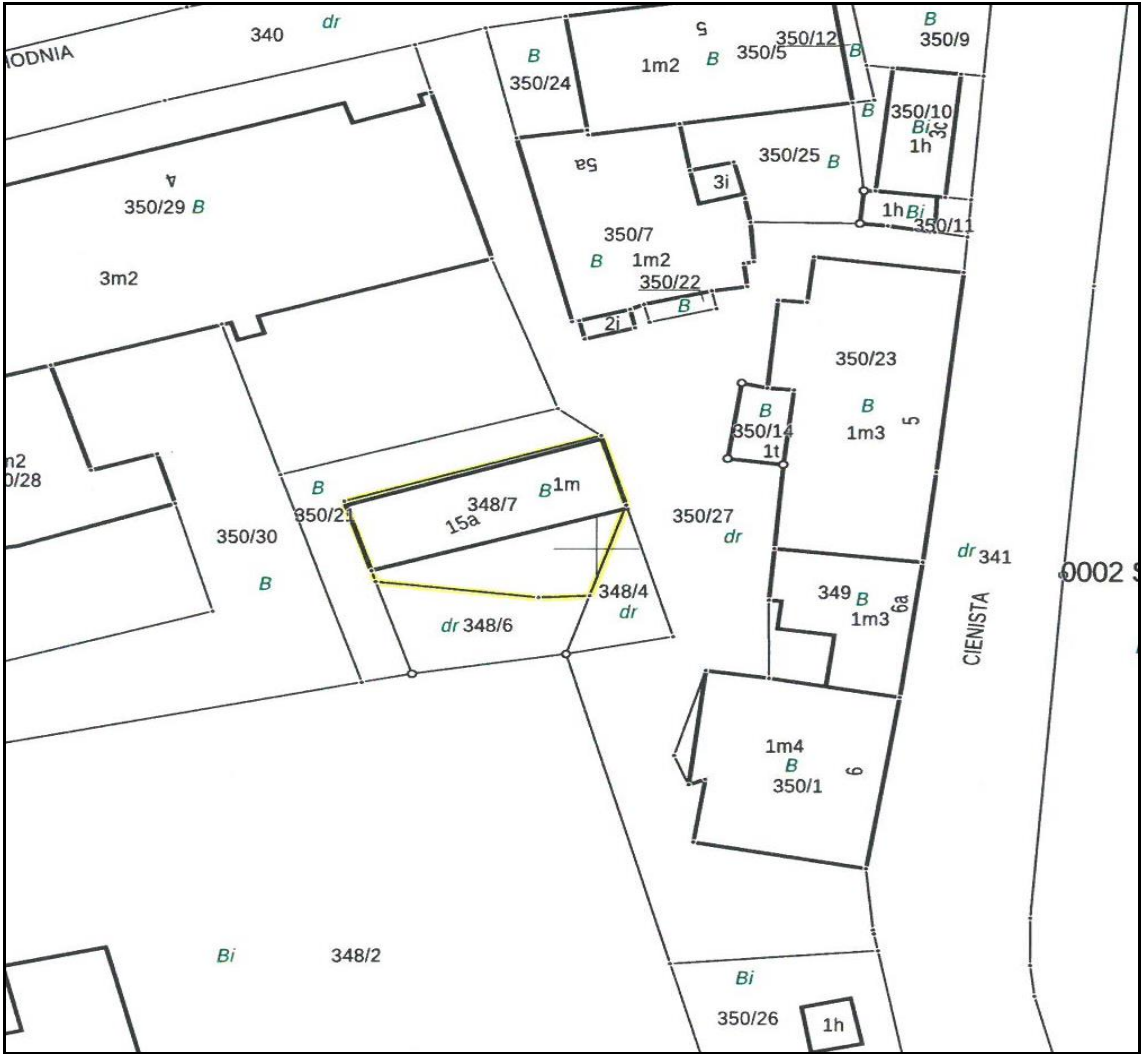 dr
340
IODNIA
B
350/24
5
1m2
B
350/5
350/12
B
B
350/9
B
350/10
Bi
3c
1h
5a
350/25
B
3i
4
350/29 B
3m2
350/7
B
1m2
350/22
B
2j
1h Bi
350/11
350/23
B
1m3
5
B
350/14
1t
m2
0/28
B
350/21
348/7
B
1m
15a
350/30
B
350/27
dr
dr 341
0002 S
348/4
dr
dr 348/6
349
B
1m3
6a
CIENISTA
1m4
B
350/1
6
Bi
348/2
Bi
350/26
1h